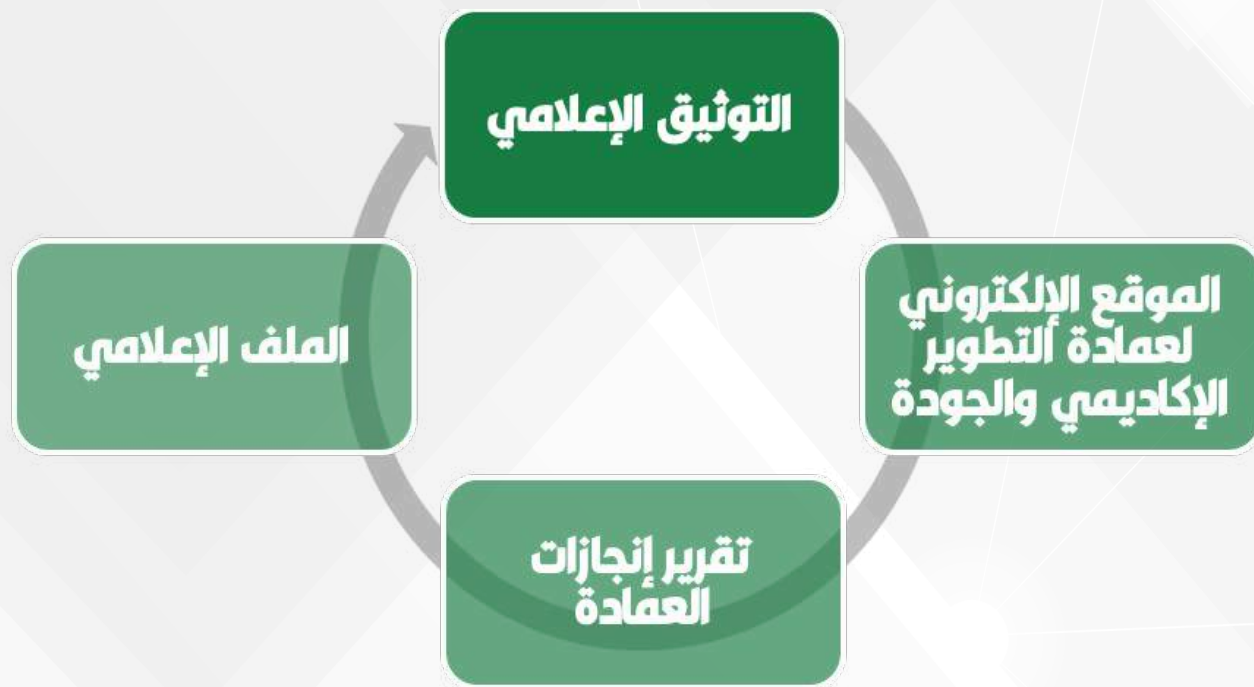 التوثيق الإعلامي
الموقع الإلكتروني
لعمادة التطوير
الإكاديمي والجودة
تقرير إنجازات
العمادة
الملف الإعلامي